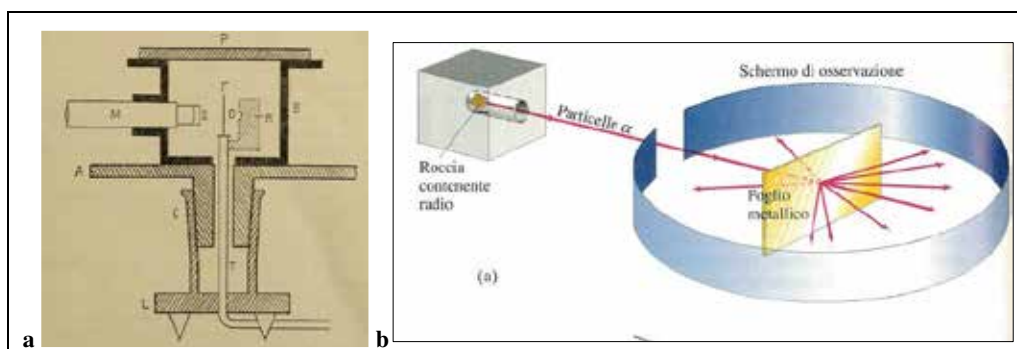 P
F
M
S
D
R
B
A
C
T
L
a
Schermo di osservazione
Particelle α
Roccia
contenente
radio
Foglio
metallico
(a)
b